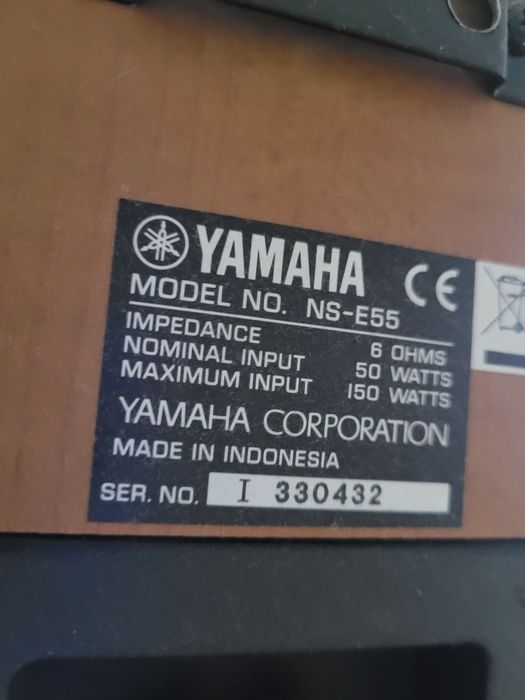 YAMAHA CE
MODEL NO. NS-E55
IMPEDANCE 6 OHMS
NOMINAL INPUT 50 WATTS
MAXIMUM INPUT 150 WATTS
YAMAHA CORPORATION
MADE IN INDONESIA
SER. NO. I 330432